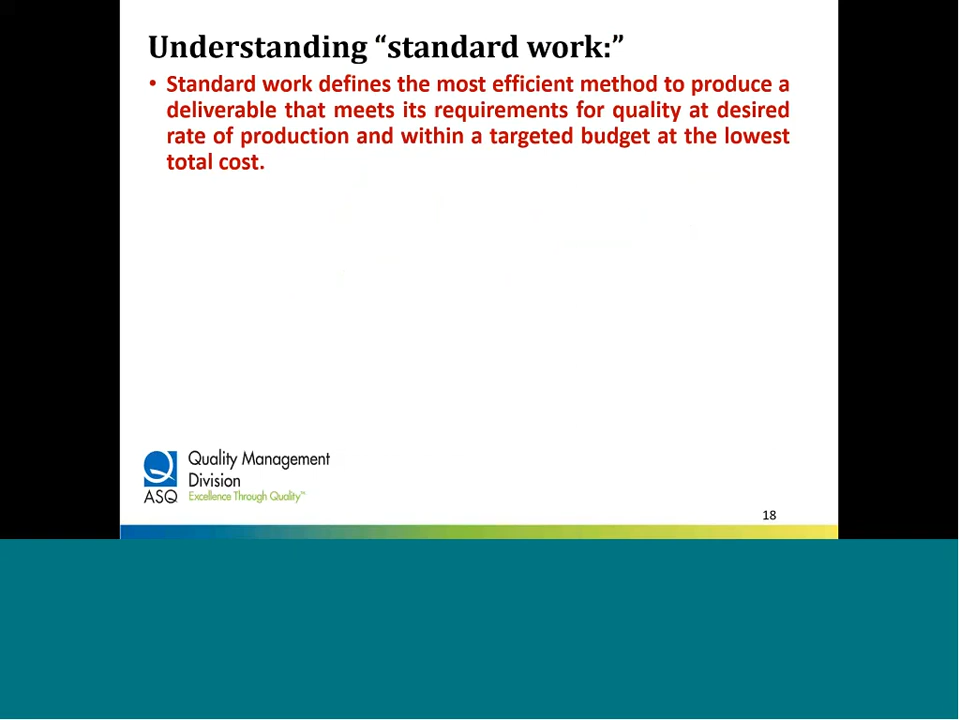 Understanding “standard work:”
• Standard work defines the most efficient method to produce a
deliverable that meets its requirements for quality at desired
rate of production and within a targeted budget at the lowest
total cost.
Quality Management
Division
ASQ Excellence Through Quality™
18